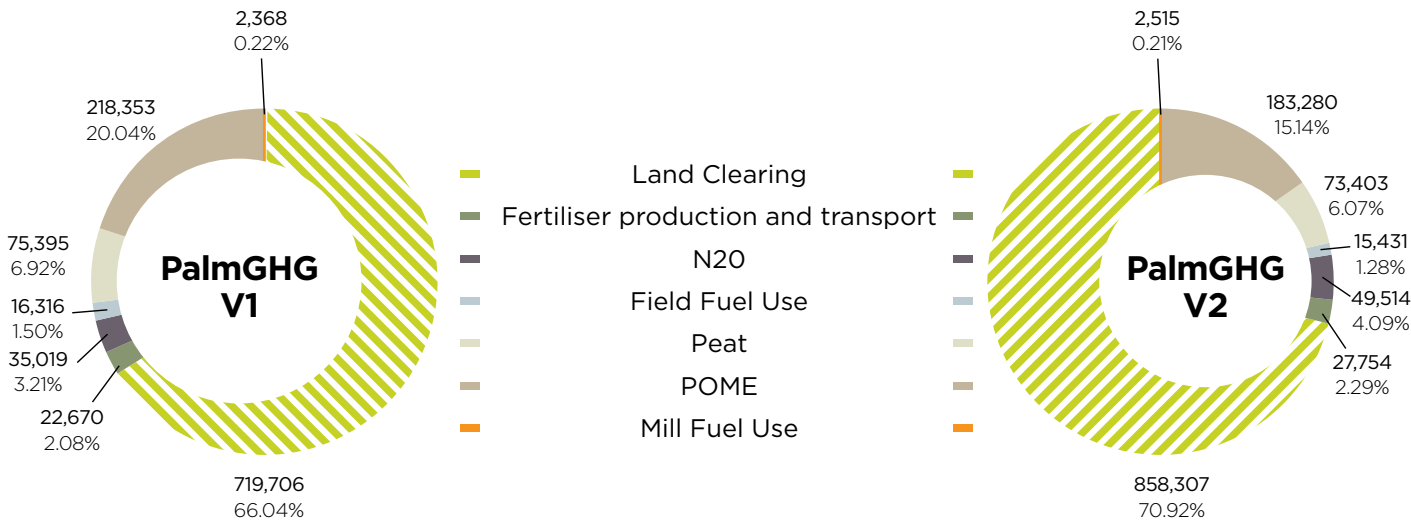 2,368
0.22%
218,353
20.04%
75,395
6.92%
16,316
1.50%
35,019
3.21%
22,670
2.08%
719,706
66.04%
PalmGHG
V1
Land Clearing
Fertiliser production and transport
N20
Field Fuel Use
Peat
POME
Mill Fuel Use
2,515
0.21%
183,280
15.14%
73,403
6.07%
15,431
1.28%
49,514
4.09%
27,754
2.29%
858,307
70.92%
PalmGHG
V2